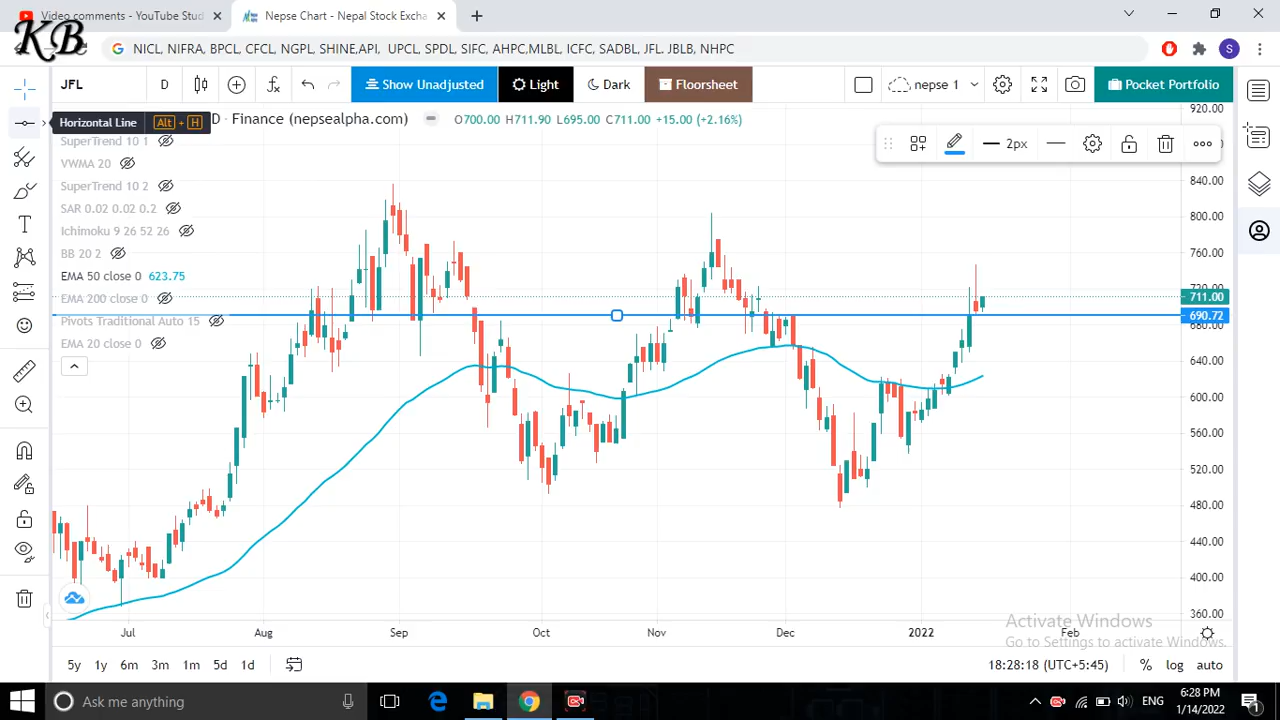 Video comments - YouTube Stud
Nepse Chart - Nepal Stock Excha
KB
NICL, NIFRA, BPCL, CFCL, NGPL, SHINE,API, UPCL, SPDL, SIFC, AHPC,MLBL, ICFC, SADBL, JFL, JBLB, NHPC
S
JFL
D
Show Unadjusted
Light
Dark
Floorsheet
nepse 1
Pocket Portfolio
Horizontal Line Alt + H
D · Finance (nepsealpha.com)
O700.00 H711.90 L695.00 C711.00 +15.00 (+2.16%)
2px
SuperTrend 10 1
VWMA 20
SuperTrend 10 2
SAR 0.02 0.02 0.2
Ichimoku 9 26 52 26
BB 20 2
EMA 50 close 0 623.75
EMA 200 close 0
Pivots Traditional Auto 15
EMA 20 close 0
920.00
840.00
800.00
760.00
720.00
711.00
690.72
680.00
640.00
600.00
560.00
520.00
480.00
440.00
400.00
360.00
Jul Aug Sep Oct Nov Dec 2022 Feb
Activate Windows
Go to Settings to activate Windows.
5y 1y 6m 3m 1m 5d 1d
18:28:18 (UTC+5:45)
% log auto
Ask me anything
ENG
6:28 PM
1/14/2022
1